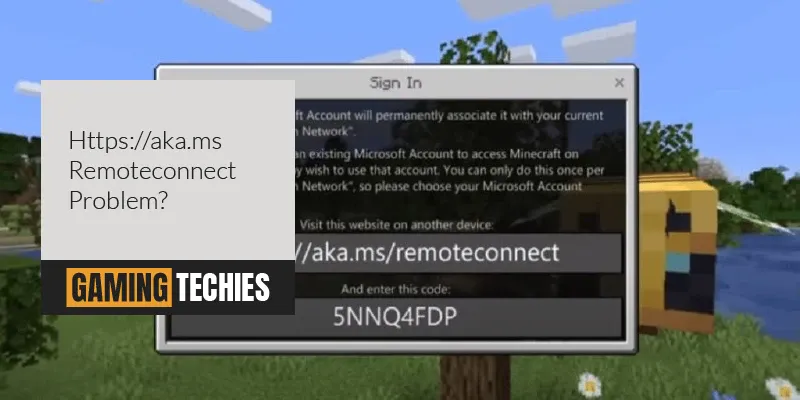 Sign In
ft Account will permanently associate it with your current
Network".
an existing Microsoft Account to access Minecraft on
y wish to use that account. You can only do this once per
Network", so please choose your Microsoft Account
Https://aka.ms
Remoteconnect
Problem?
Visit this website on another device:
//aka.ms/remoteconnect
GAMING TECHIES
And enter this code:
5NNQ4FDP